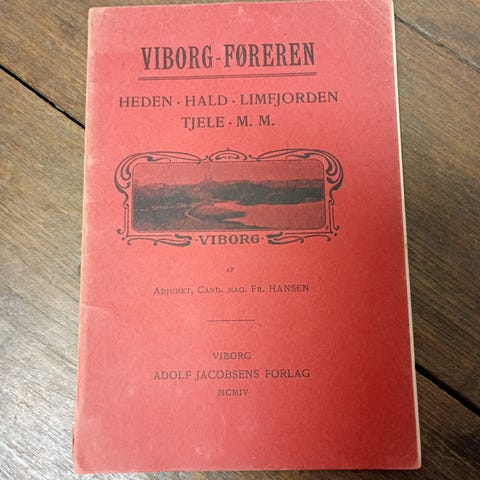 VIBORG-FØREREN
HEDEN · HALD · LIMFJORDEN
TJELE · M. M.
·VIBORG·
AF
ADJUNKT, CAND. MAG. FR. HANSEN
VIBORG
ADOLF JACOBSENS FORLAG
MCMIV